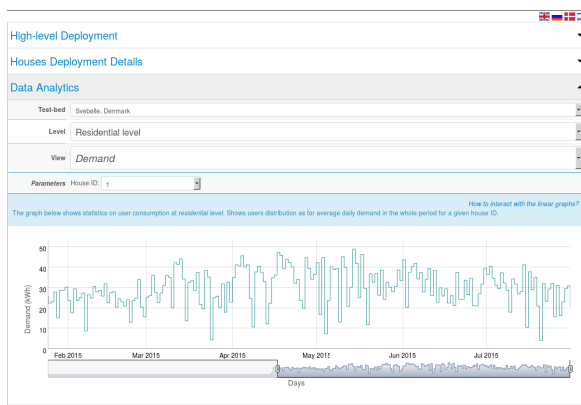 High-level Deployment
Houses Deployment Details
Data Analytics
Test-bed Svebelle, Denmark
Level Residential level
View Demand
Parameters House ID: 1
How to interact with the linear graphs?
The graph below shows statistics on user consumption at residential level. Shows users distribution as for average daily demand in the whole period for a given house ID.
50
40
30
20
10
0
Demand (kWh)
Feb 2015 Mar 2015 Apr 2015 May 2015 Jun 2015 Jul 2015
Days